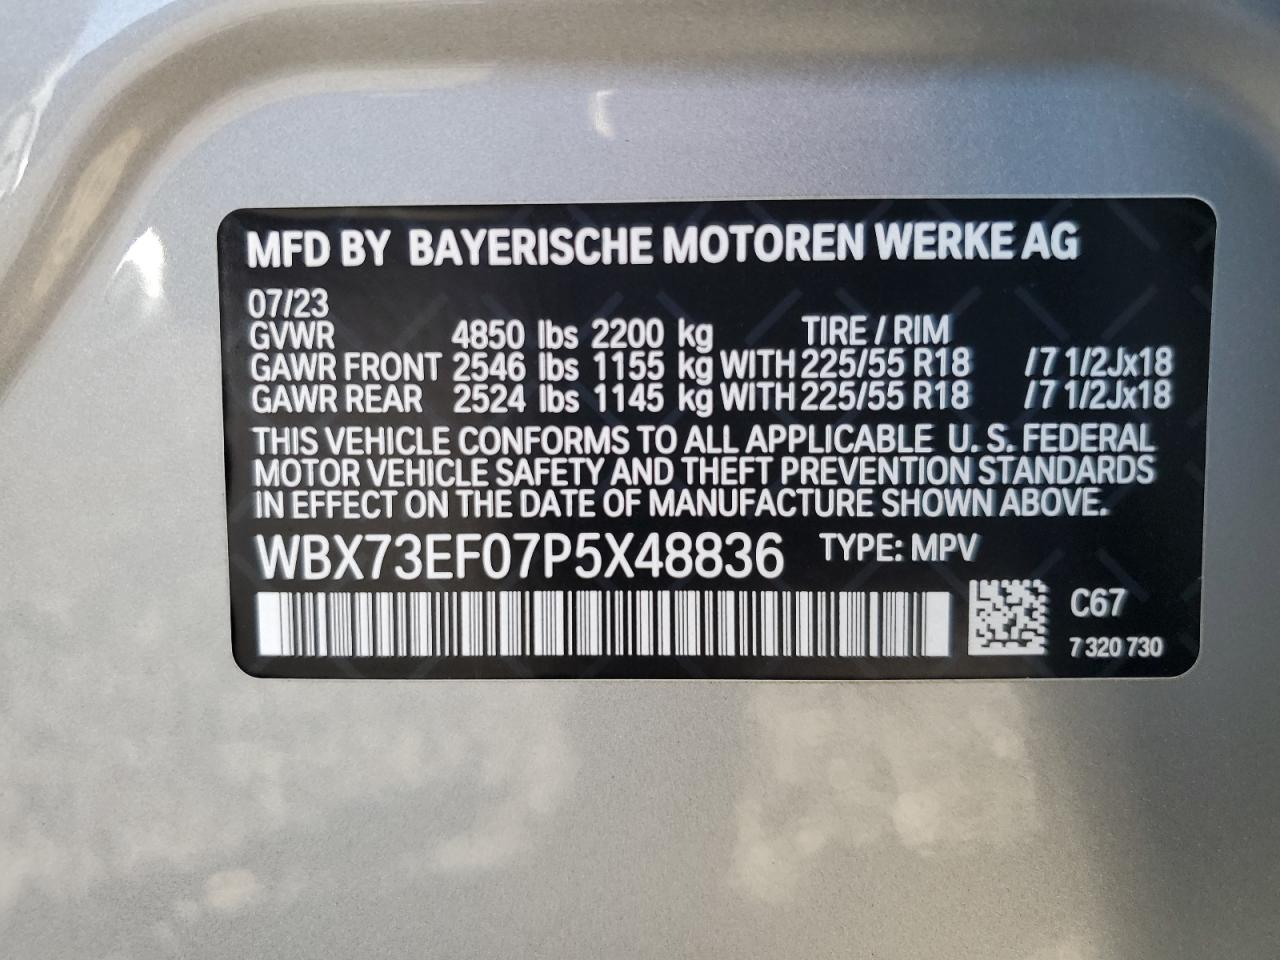 MFD BY BAYERISCHE MOTOREN WERKE AG
07/23
GVWR 4850 lbs 2200 kg TIRE / RIM
GAWR FRONT 2546 lbs 1155 kg WITH 225/55 R18 /7 1/2Jx18
GAWR REAR 2524 lbs 1145 kg WITH 225/55 R18 /7 1/2Jx18
THIS VEHICLE CONFORMS TO ALL APPLICABLE U. S. FEDERAL
MOTOR VEHICLE SAFETY AND THEFT PREVENTION STANDARDS
IN EFFECT ON THE DATE OF MANUFACTURE SHOWN ABOVE.
WBX73EF07P5X48836 TYPE: MPV
C67
7 320 730